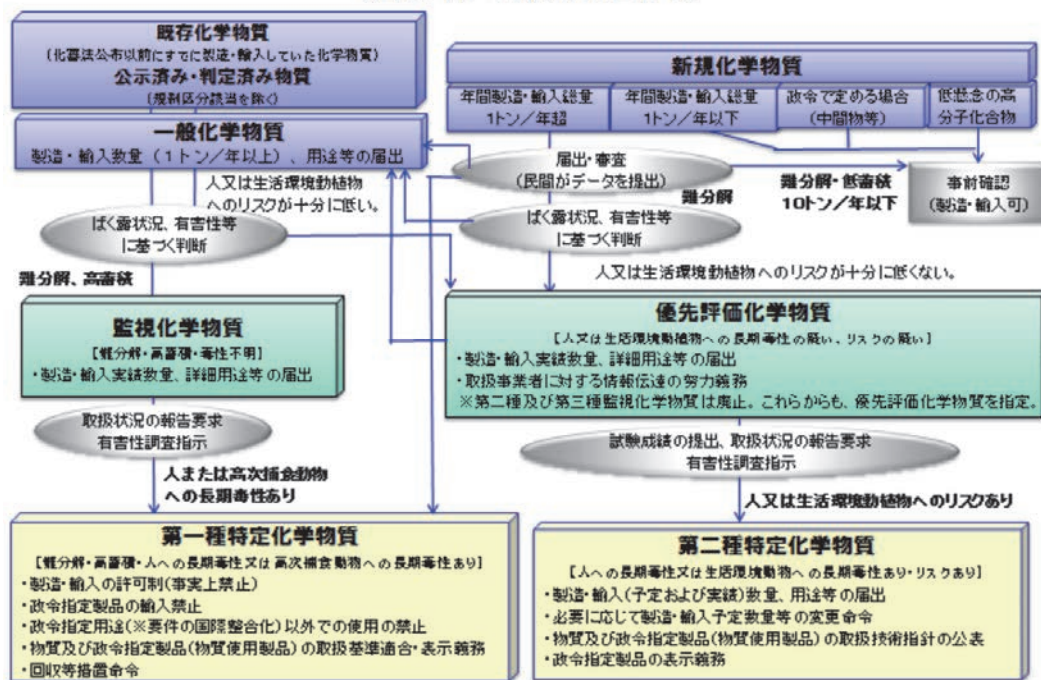 既存化学物質
(化審法公布以前にすでに製造・輸入していた化学物質)
公示済み・判定済み物質
(規制区分該当を除く)
一般化学物質
製造・輸入数量（1トン/年以上）、用途等の届出
新規化学物質
年間製造・輸入総量
1トン/年超
年間製造・輸入総量
1トン/年以下
政令で定める場合
(中間物等)
低懸念の高
分子化合物
届出・審査
(民間がデータを提出)
難分解
難分解・低蓄積
10トン/年以下
事前確認
(製造・輸入可)
人又は生活環境動植物
へのリスクが十分に低い。
ばく露状況、有害性等
に基づく判断
ばく露状況、有害性等
に基づく判断
難分解、高蓄積
人又は生活環境動植物へのリスクが十分に低くない。
監視化学物質
【難分解・高蓄積・毒性不明】
・製造・輸入実績数量、詳細用途等の届出
優先評価化学物質
【人又は生活環境動植物への長期毒性の疑い、リスクの疑い】
・製造・輸入実績数量、詳細用途等の届出
・取扱事業者に対する情報伝達の努力義務
※第二種及び第三種監視化学物質は廃止。これらからも、優先評価化学物質を指定。
取扱状況の報告要求
有害性調査指示
試験成績の提出、取扱状況の報告要求
有害性調査指示
人または高次捕食動物
への長期毒性あり
人又は生活環境動植物へのリスクあり
第一種特定化学物質
【難分解・高蓄積・人への長期毒性又は高次捕食動物への長期毒性あり】
・製造・輸入の許可制(事実上禁止)
・政令指定製品の輸入禁止
・政令指定用途(※要件の国際整合化)以外での使用の禁止
・物質及び政令指定製品(物質使用製品)の取扱基準適合・表示義務
・回収等措置命令
第二種特定化学物質
【人への長期毒性又は生活環境動物への長期毒性あり・リスクあり】
・製造・輸入(予定および実績)数量、用途等の届出
・必要に応じて製造・輸入予定数量等の変更命令
・物質及び政令指定製品(物質使用製品)の取扱技術指針の公表
・政令指定製品の表示義務